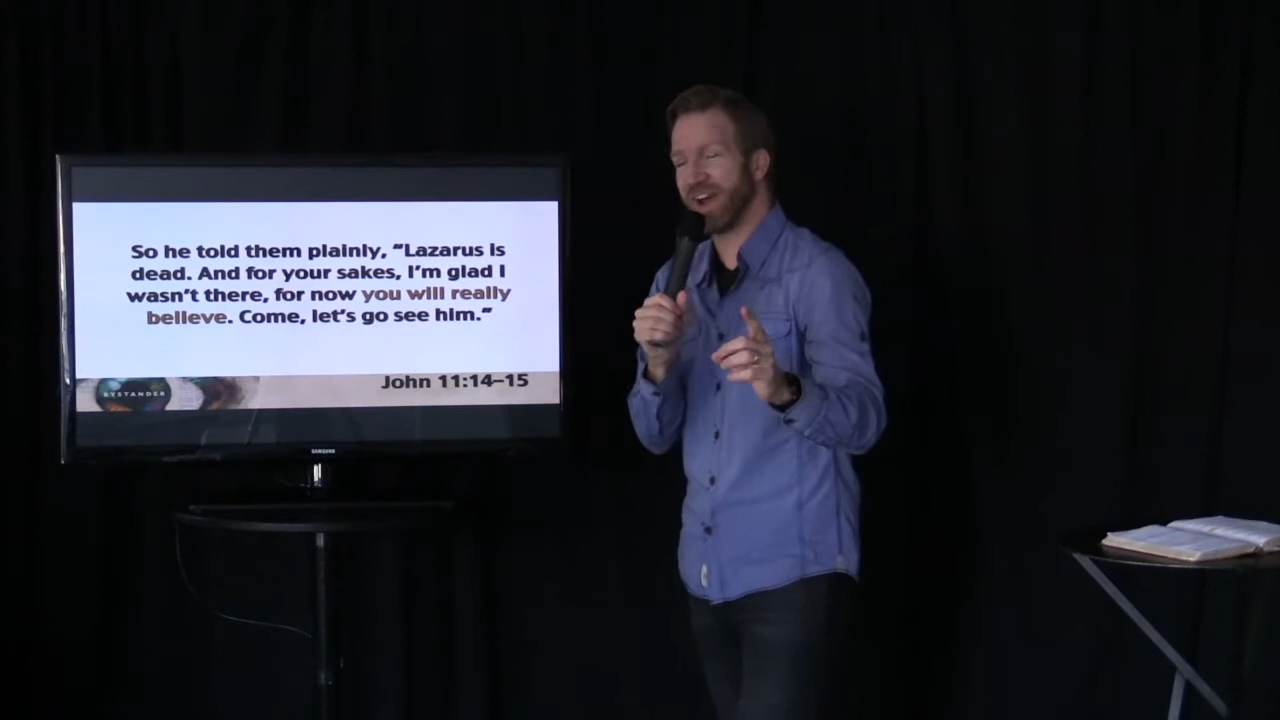 So he told them plainly, “Lazarus is
dead. And for your sakes, I’m glad I
wasn’t there, for now you will really
believe. Come, let’s go see him.”
John 11:14–15
BYSTANDER
SAMSUNG